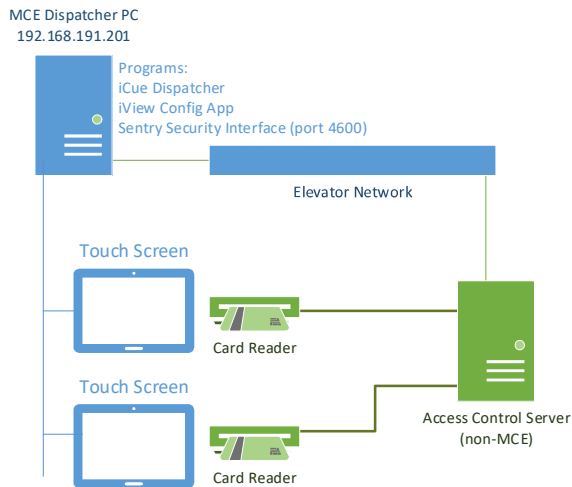 MCE Dispatcher PC
192.168.191.201
Programs:
iCue Dispatcher
iView Config App
Sentry Security Interface (port 4600)
Elevator Network
Touch Screen
Card Reader
Touch Screen
Card Reader
Access Control Server
(non-MCE)